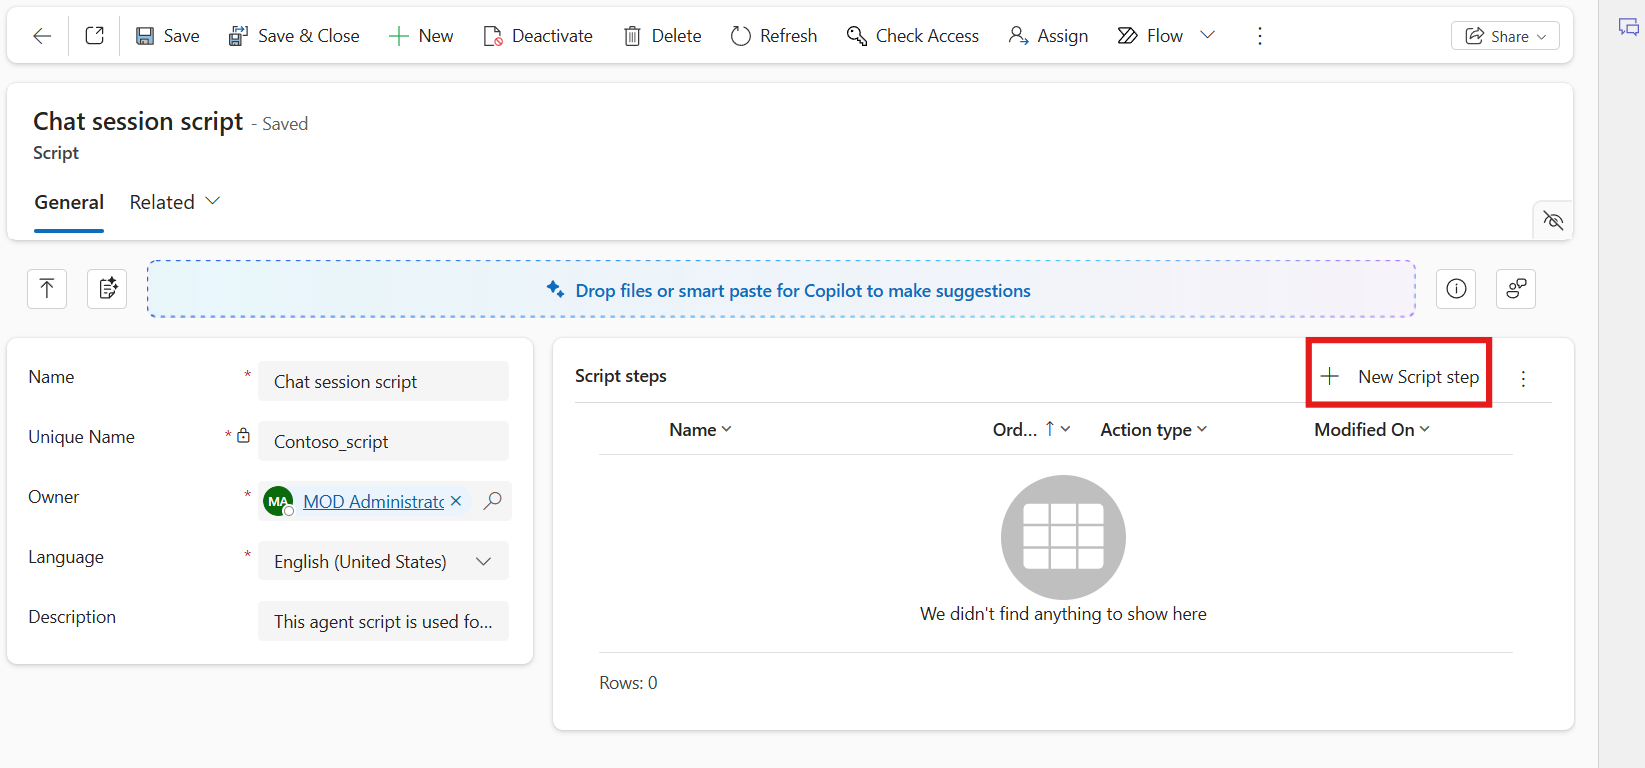 Save Save & Close New Deactivate Delete Refresh Check Access Assign Flow Share
Chat session script - Saved
Script
General Related
Drop files or smart paste for Copilot to make suggestions
Name * Chat session script
Unique Name * Contoso_script
Owner * MA MOD Administrato
Language * English (United States)
Description This agent script is used fo...
Script steps New Script step
Name Ord... Action type Modified On
We didn't find anything to show here
Rows: 0